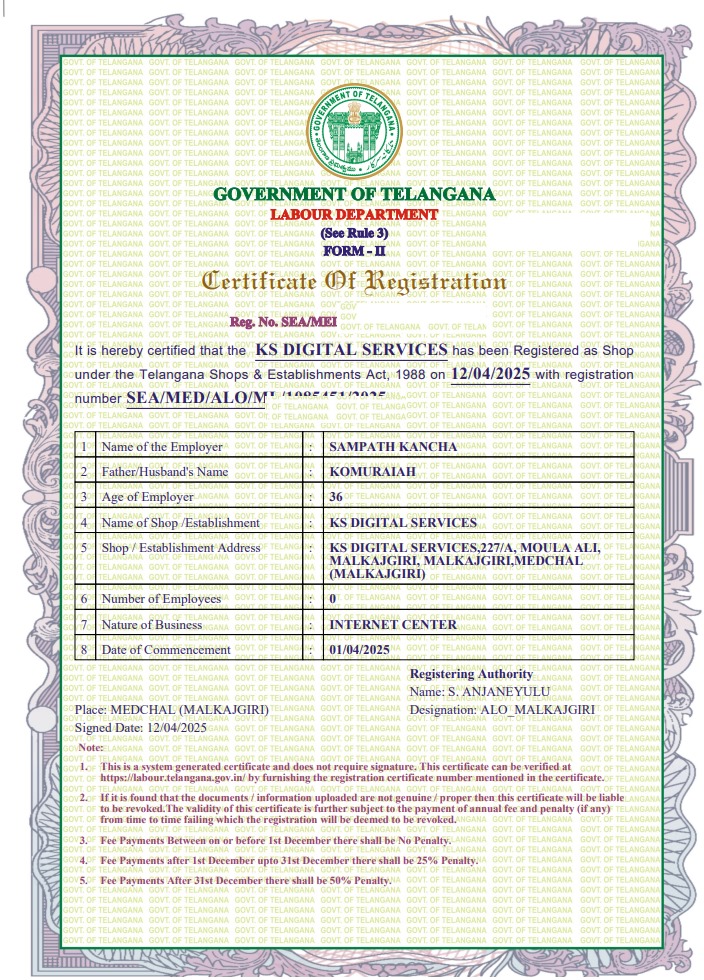 GOVERNMENT OF TELANGANA
GOVERNMENT OF TELANGANA
LABOUR DEPARTMENT
(See Rule 3)
FORM - II
Certificate Of Registration
Reg. No. SEA/MEI
It is hereby certified that the KS DIGITAL SERVICES has been Registered as Shop
under the Telangana Shops & Establishments Act, 1988 on 12/04/2025 with registration
number SEA/MED/ALO/
1 Name of the Employer : SAMPATH KANCHA
2 Father/Husband's Name : KOMURAIAH
3 Age of Employer : 36
4 Name of Shop /Establishment : KS DIGITAL SERVICES
5 Shop / Establishment Address : KS DIGITAL SERVICES,227/A, MOULA ALI,
MALKAJGIRI, MALKAJGIRI,MEDCHAL
(MALKAJGIRI)
6 Number of Employees : 0
7 Nature of Business : INTERNET CENTER
8 Date of Commencement : 01/04/2025
Registering Authority
Name: S. ANJANEYULU
Place: MEDCHAL (MALKAJGIRI) Designation: ALO_MALKAJGIRI
Signed Date: 12/04/2025
Note:
1. This is a system generated certificate and does not require signature. This certificate can be verified at
https://labour.telangana.gov.in/ by furnishing the registration certificate number mentioned in the certificate.
2. If it is found that the documents / information uploaded are not genuine / proper then this certificate will be liable
to be revoked.The validity of this certificate is further subject to the payment of annual fee and penalty (if any)
from time to time failing which the registration will be deemed to be revoked.
3. Fee Payments Between on or before 1st December there shall be No Penalty.
4. Fee Payments after 1st December upto 31st December there shall be 25% Penalty.
5. Fee Payments After 31st December there shall be 50% Penalty.